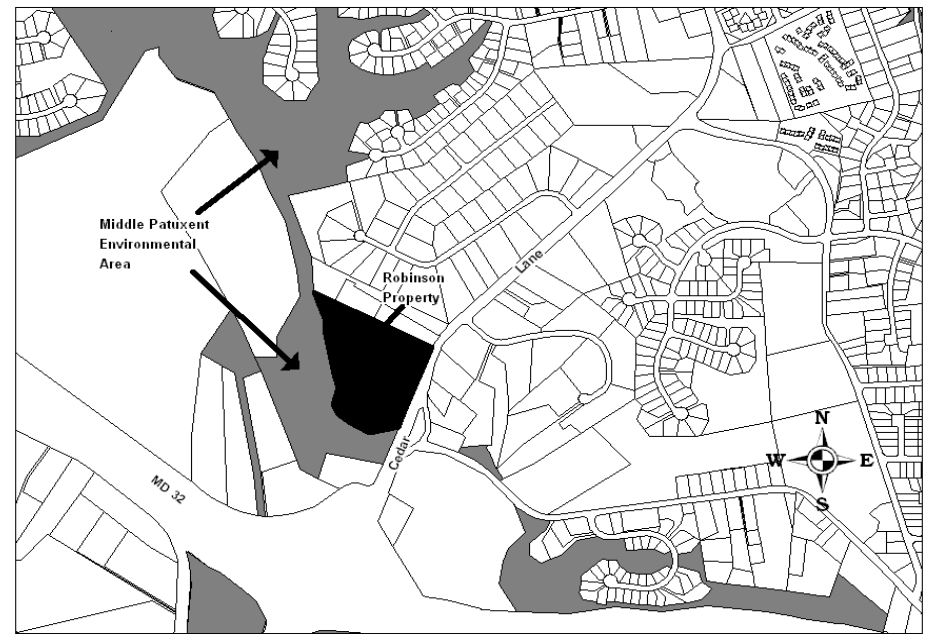 Middle Patuxent
Environmental
Area
Robinson
Property
Lane
Cedar
MD 32
N
W E
S